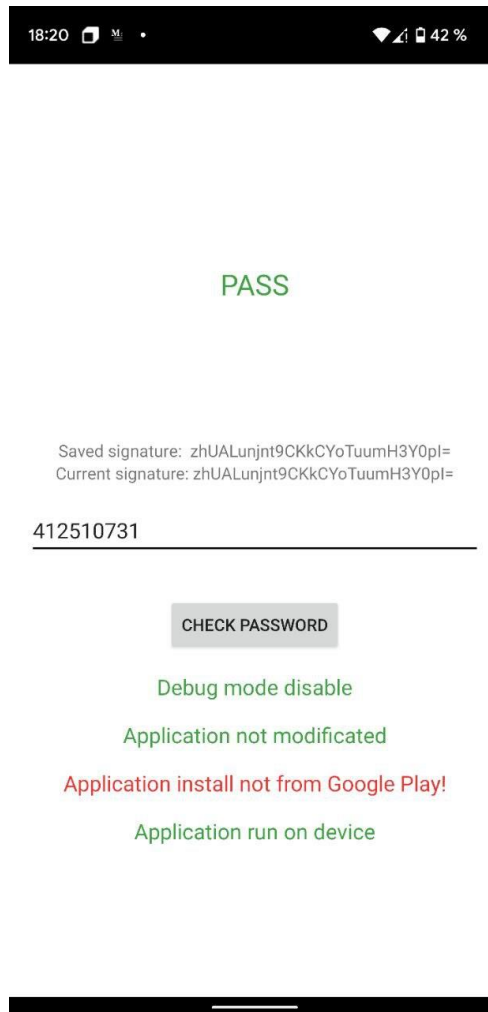 18:20 M 42 %
PASS
Saved signature: zhUALunjnt9CKkCYoTuumH3Y0pI=
Current signature: zhUALunjnt9CKkCYoTuumH3Y0pI=
412510731
CHECK PASSWORD
Debug mode disable
Application not modificated
Application install not from Google Play!
Application run on device